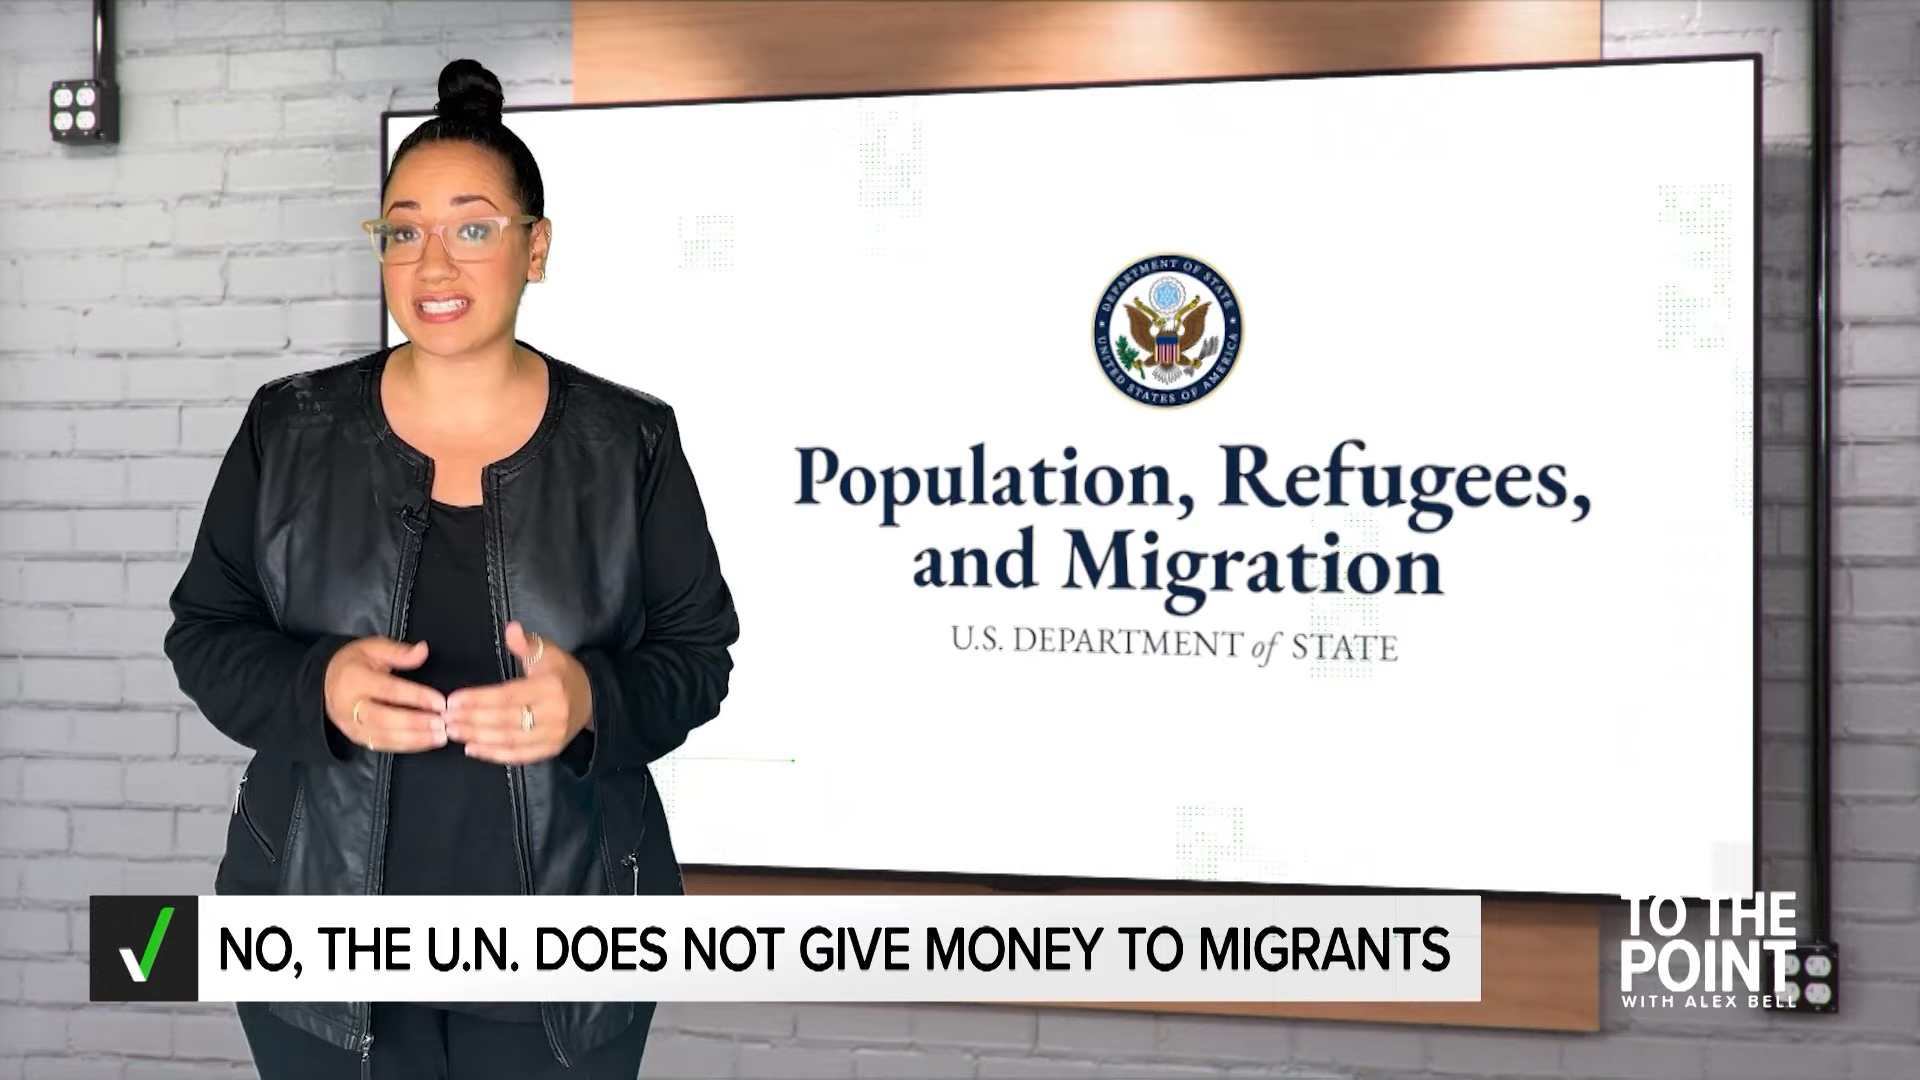 DEPARTMENT OF STATE
UNITED STATES OF AMERICA
Population, Refugees,
and Migration
U.S. DEPARTMENT of STATE
NO, THE U.N. DOES NOT GIVE MONEY TO MIGRANTS
TO THE
POINT
WITH ALEX BELL